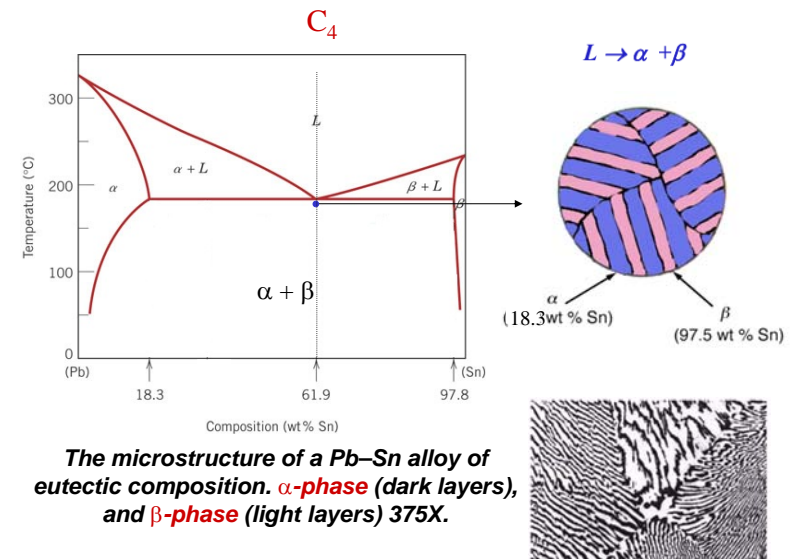 C₄
L → α + β
300
200
100
0
Temperature (°C)
L
α + L
α
β + L
β
α + β
(Pb)
(Sn)
18.3
61.9
97.8
Composition (wt% Sn)
α
(18.3wt % Sn)
β
(97.5 wt % Sn)
The microstructure of a Pb–Sn alloy of
eutectic composition. α-phase (dark layers),
and β-phase (light layers) 375X.